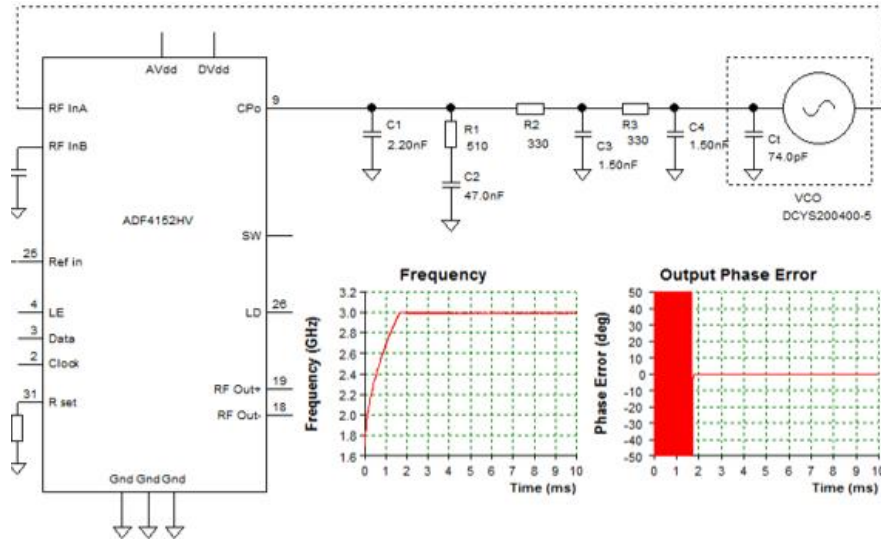 AVdd DVdd
RF InA
CPo
9
RF InB
C1
2.20nF
R1
510
C2
47.0nF
R2
330
C3
1.50nF
R3
330
C4
1.50nF
Ct
74.0pF
VCO
DCYS200400-5
ADF4152HV
SW
25
Ref in
4
LE
LD
26
3
Data
2
Clock
31
R set
RF Out+
19
RF Out-
18
Gnd Gnd Gnd
Frequency
Frequency (GHz)
3.2
3.0
2.8
2.6
2.4
2.2
2.0
1.8
1.6
0 1 2 3 4 5 6 7 8 9 10
Time (ms)
Output Phase Error
Phase Error (deg)
50
40
30
20
10
0
-10
-20
-30
-40
-50
0 1 2 3 4 5 6 7 8 9 10
Time (ms)